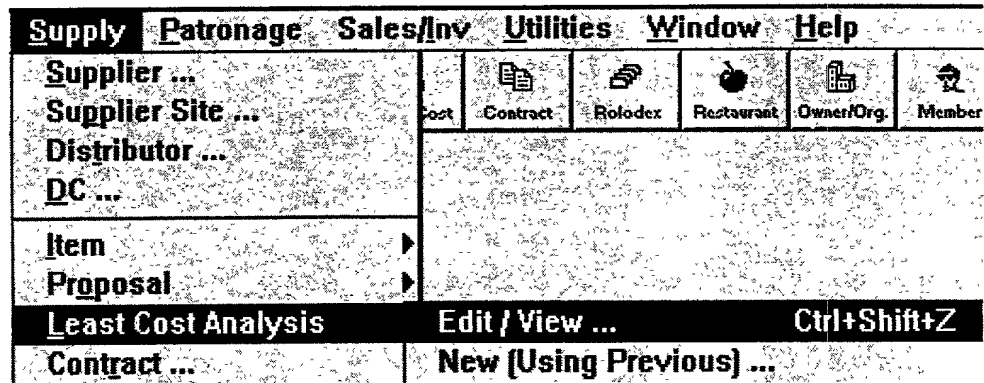 Supply Patronage Sales/Inv Utilities Window Help
Supplier ...
Supplier Site ...
Distributor ...
DC ...
Cost Contract Rolodex Restaurant Owner/Org. Member
Item
Proposal
Least Cost Analysis Edit / View ... Ctrl+Shift+Z
Contract ... New (Using Previous) ...